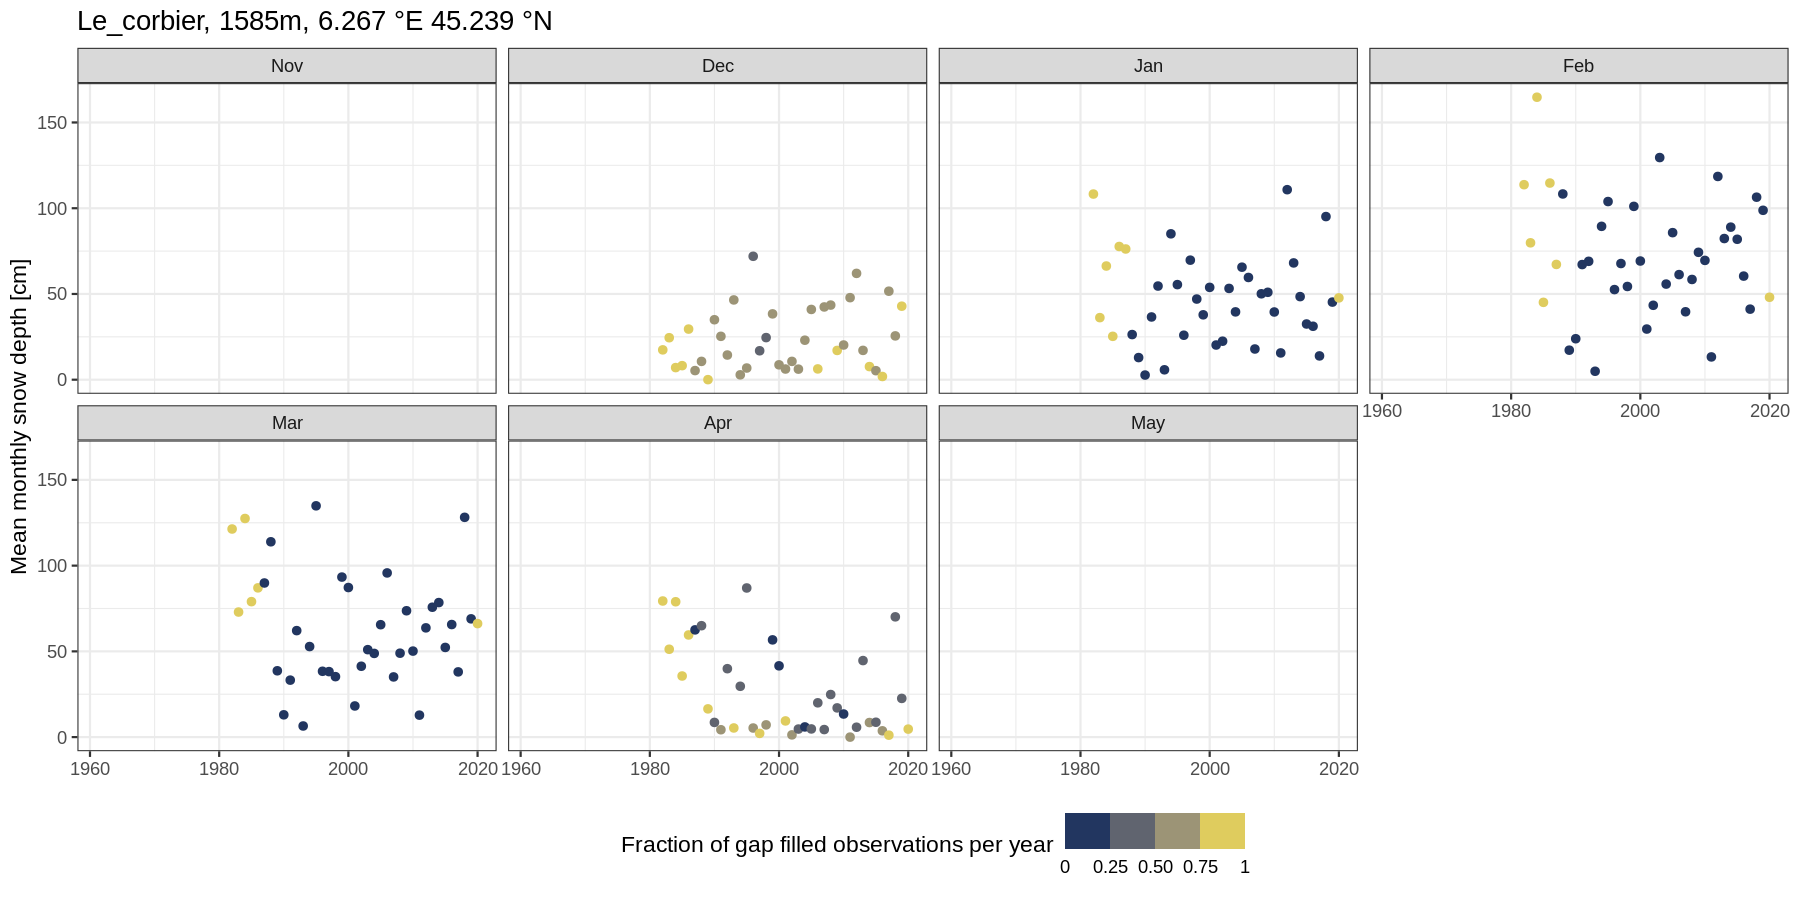 Le_corbier, 1585m, 6.267 °E 45.239 °N
Nov Dec Jan Feb
150
100
50
0
1960 1980 2000 2020
Mar Apr May
150
100
50
0
1960 1980 2000 2020 1960 1980 2000 2020 1960 1980 2000 2020
Mean monthly snow depth [cm]
Fraction of gap filled observations per year
0 0.25 0.50 0.75 1